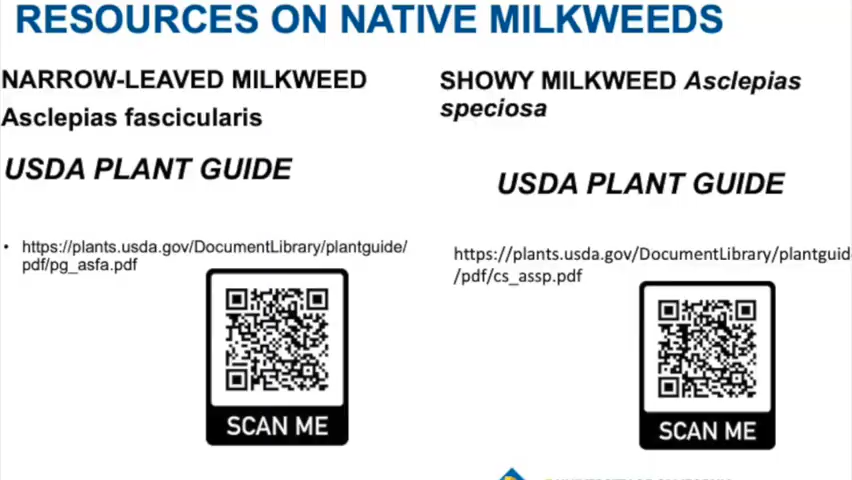 RESOURCES ON NATIVE MILKWEEDS
NARROW-LEAVED MILKWEED
Asclepias fascicularis
USDA PLANT GUIDE
• https://plants.usda.gov/DocumentLibrary/plantguide/
pdf/pg_asfa.pdf
SCAN ME
SHOWY MILKWEED Asclepias
speciosa
USDA PLANT GUIDE
https://plants.usda.gov/DocumentLibrary/plantguid
/pdf/cs_assp.pdf
SCAN ME